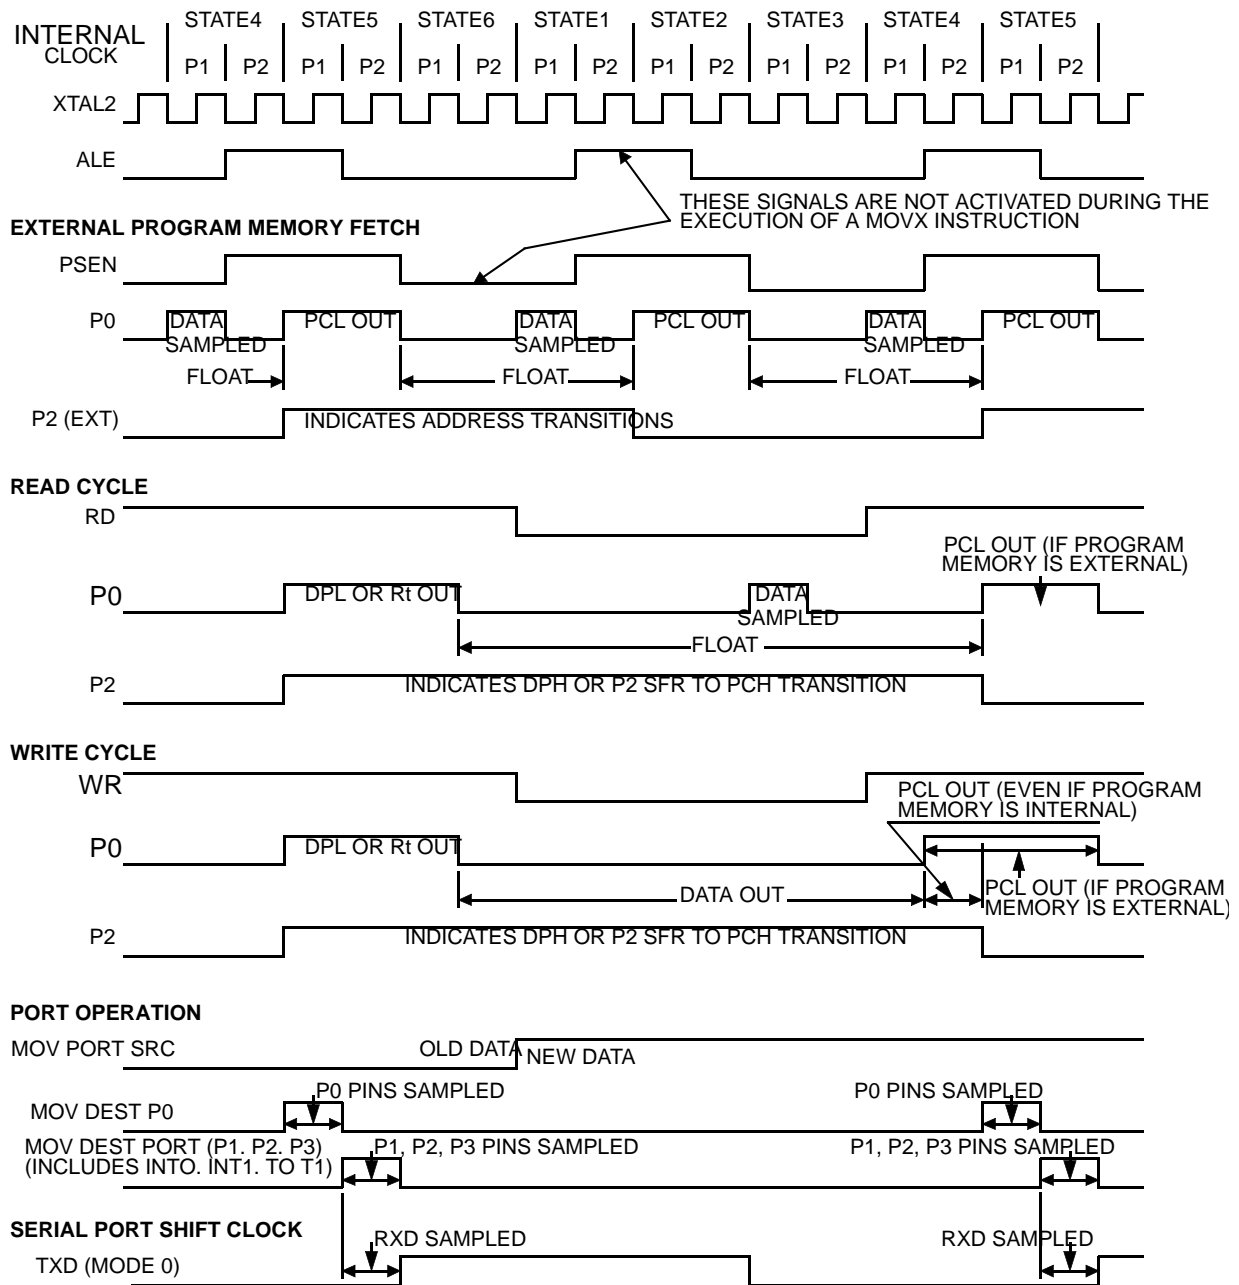 INTERNAL CLOCK
STATE4 STATE5 STATE6 STATE1 STATE2 STATE3 STATE4 STATE5
P1 P2 P1 P2 P1 P2 P1 P2 P1 P2 P1 P2 P1 P2 P1 P2
XTAL2
ALE
THESE SIGNALS ARE NOT ACTIVATED DURING THE
EXECUTION OF A MOVX INSTRUCTION
EXTERNAL PROGRAM MEMORY FETCH
PSEN
P0
DATA SAMPLED PCL OUT DATA SAMPLED PCL OUT DATA SAMPLED PCL OUT
FLOAT FLOAT FLOAT
P2 (EXT)
INDICATES ADDRESS TRANSITIONS
READ CYCLE
RD
PCL OUT (IF PROGRAM
MEMORY IS EXTERNAL)
P0
DPL OR Rt OUT
DATA
SAMPLED
FLOAT
P2
INDICATES DPH OR P2 SFR TO PCH TRANSITION
WRITE CYCLE
WR
PCL OUT (EVEN IF PROGRAM
MEMORY IS INTERNAL)
P0
DPL OR Rt OUT
DATA OUT
PCL OUT (IF PROGRAM
MEMORY IS EXTERNAL)
P2
INDICATES DPH OR P2 SFR TO PCH TRANSITION
PORT OPERATION
MOV PORT SRC
OLD DATA
NEW DATA
MOV DEST P0
P0 PINS SAMPLED
P0 PINS SAMPLED
MOV DEST PORT (P1. P2. P3)
(INCLUDES INTO. INT1. TO T1)
P1, P2, P3 PINS SAMPLED
P1, P2, P3 PINS SAMPLED
SERIAL PORT SHIFT CLOCK
TXD (MODE 0)
RXD SAMPLED
RXD SAMPLED